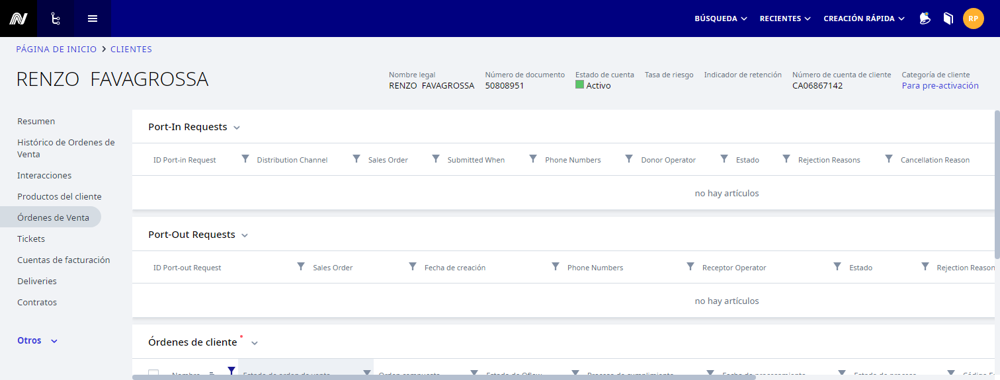 BÚSQUEDA RECIENTES CREACIÓN RÁPIDA RP
PÁGINA DE INICIO > CLIENTES
RENZO FAVAGROSSA
Nombre legal Número de documento Estado de cuenta Tasa de riesgo Indicador de retención Número de cuenta de cliente Categoría de cliente
RENZO FAVAGROSSA 50808951 Activo CA06867142 Para pre-activación
Resumen
Histórico de Ordenes de
Venta
Interacciones
Productos del cliente
Órdenes de Venta
Tickets
Cuentas de facturación
Deliveries
Contratos
Otros
Port-In Requests
ID Port-in Request Distribution Channel Sales Order Submitted When Phone Numbers Donor Operator Estado Rejection Reasons Cancellation Reason
no hay artículos
Port-Out Requests
ID Port-out Request Sales Order Fecha de creación Phone Numbers Receptor Operator Estado Rejection Reason
no hay artículos
Órdenes de cliente
Nombre Estado de orden de venta Orden compuesta Estado de Oflow Proceso de cumplimiento Fecha de procesamiento Estado de proceso Código